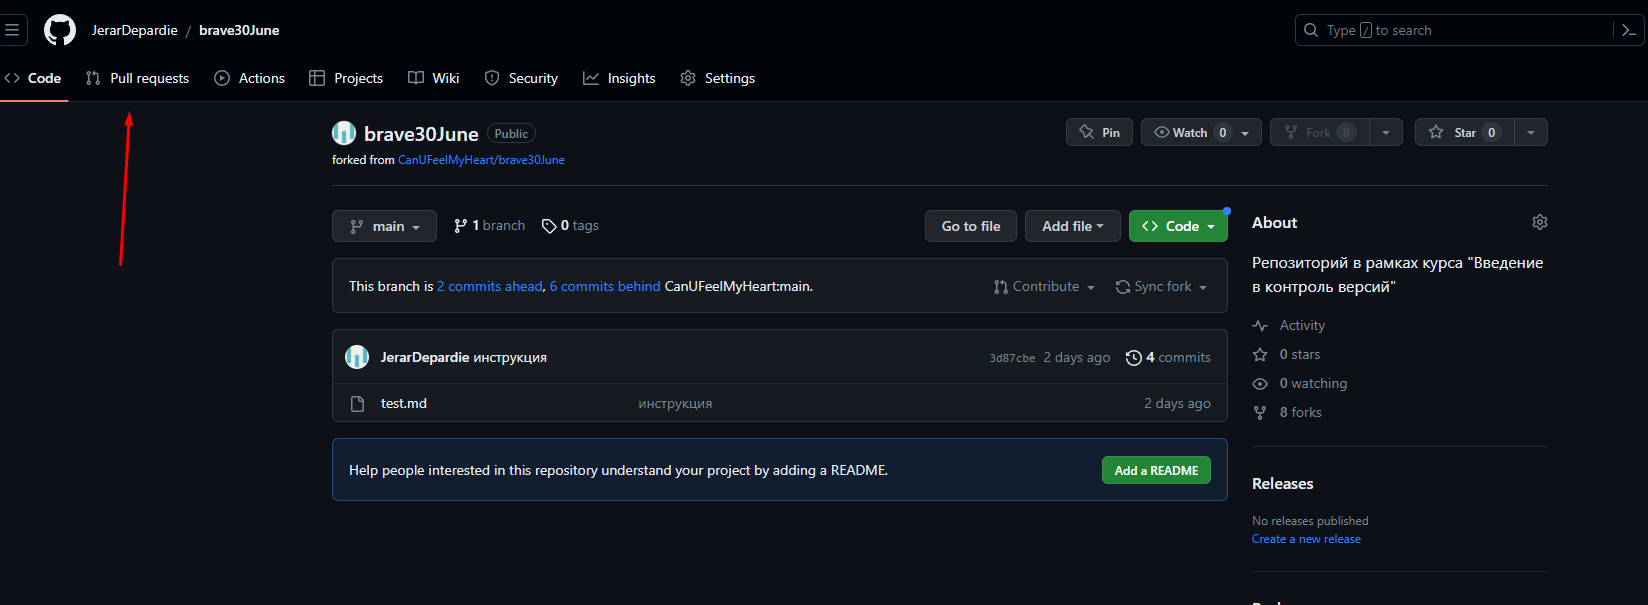 JerarDepardie / brave30June
Type / to search
Code Pull requests Actions Projects Wiki Security Insights Settings
brave30June Public
Pin Watch 0 Fork 8 Star 0
forked from CanUFeelMyHeart/brave30June
main 1 branch 0 tags Go to file Add file Code
This branch is 2 commits ahead, 6 commits behind CanUFeelMyHeart:main.
Contribute Sync fork
JerarDepardie инструкция 3d87cbe 2 days ago 4 commits
test.md инструкция 2 days ago
Help people interested in this repository understand your project by adding a README. Add a README
About
Репозиторий в рамках курса "Введение
в контроль версий"
Activity
0 stars
0 watching
8 forks
Releases
No releases published
Create a new release